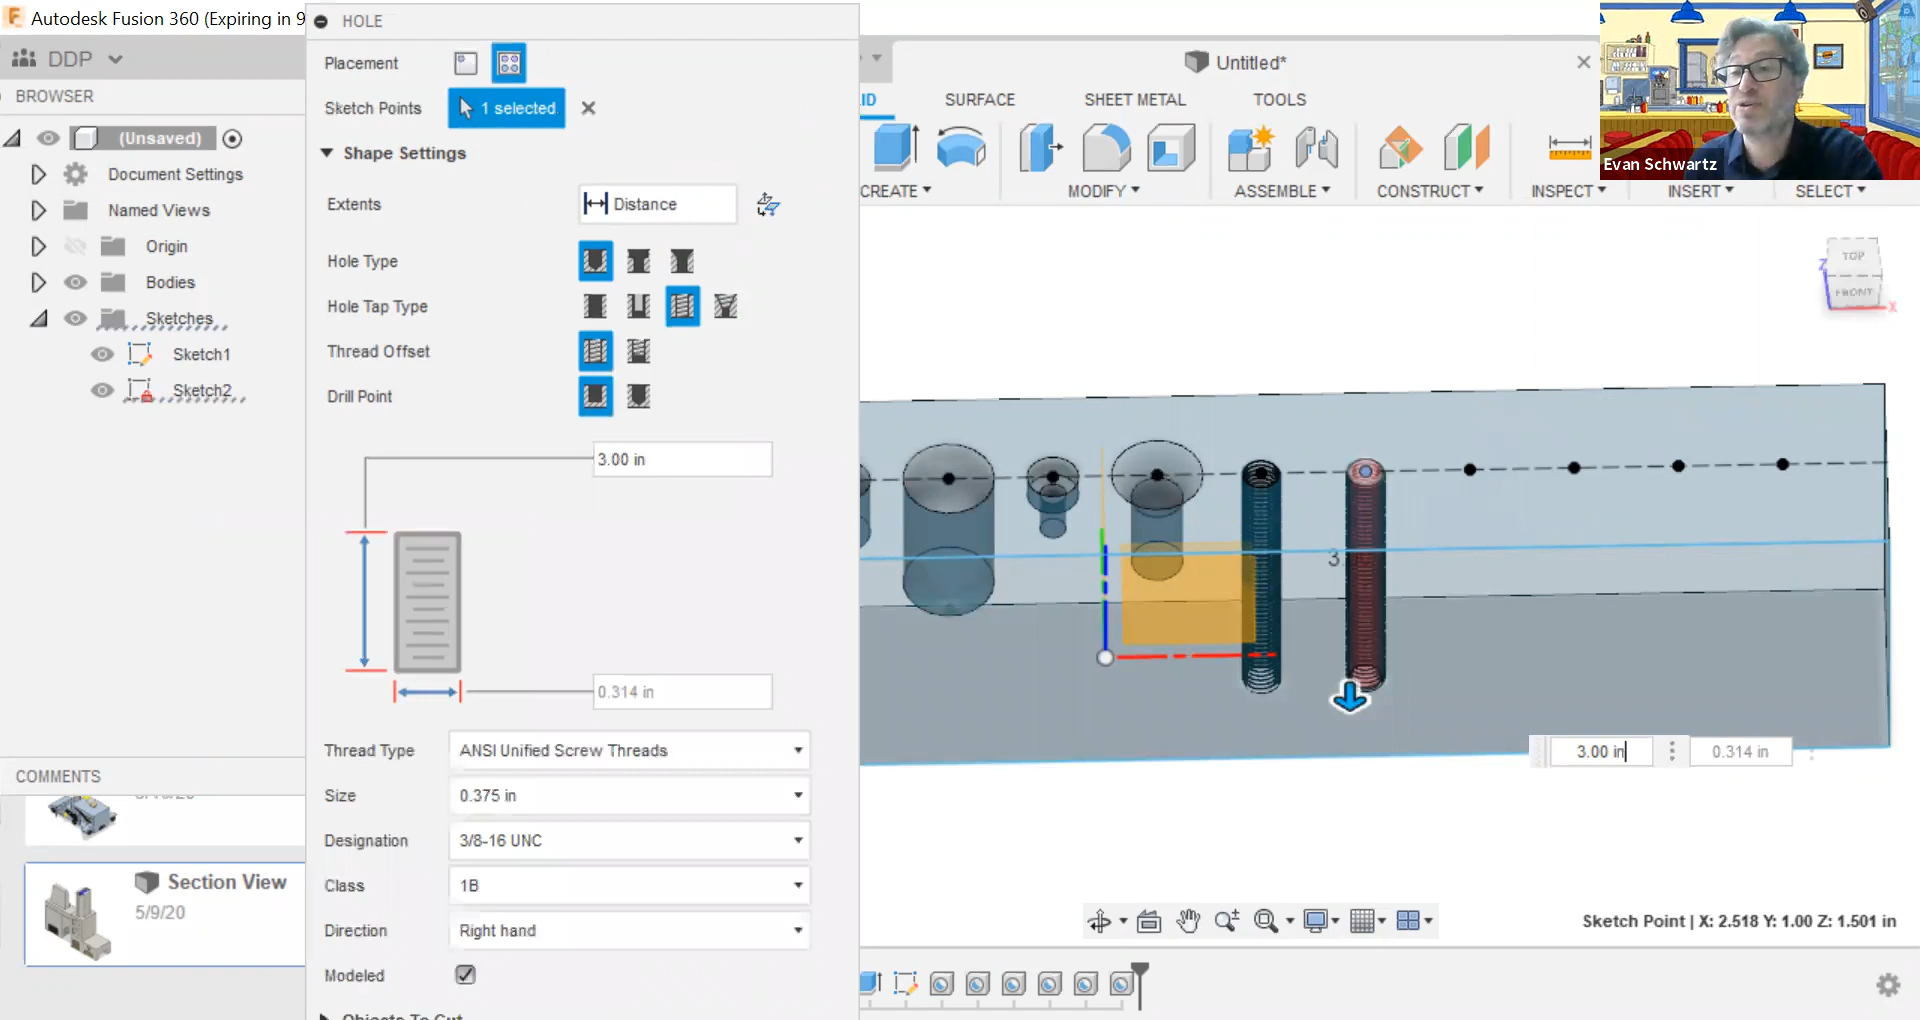 Autodesk Fusion 360 (Expiring in 9
DDP
BROWSER
(Unsaved)
Document Settings
Named Views
Origin
Bodies
Sketches
Sketch1
Sketch2
COMMENTS
Section View
5/9/20
HOLE
Placement
Sketch Points
1 selected
Shape Settings
Extents
Distance
Hole Type
Hole Tap Type
Thread Offset
Drill Point
3.00 in
0.314 in
Thread Type
ANSI Unified Screw Threads
Size
0.375 in
Designation
3/8-16 UNC
Class
1B
Direction
Right hand
Modeled
Objects To Cut
Untitled*
ID
SURFACE
SHEET METAL
TOOLS
CREATE
MODIFY
ASSEMBLE
CONSTRUCT
INSPECT
INSERT
SELECT
Evan Schwartz
TOP
FRONT
Z
X
3.
3.00 in
0.314 in
Sketch Point | X: 2.518 Y: 1.00 Z: 1.501 in